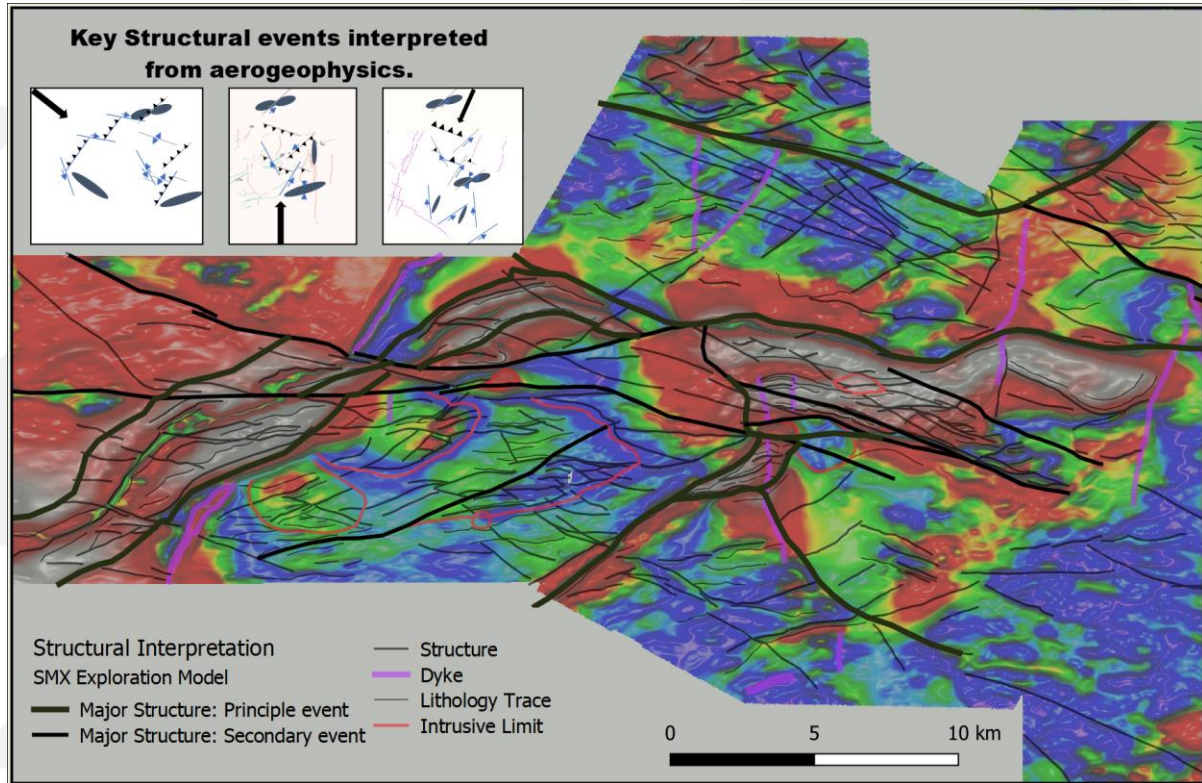 Key Structural events interpreted
from aerogeophysics.
Structural Interpretation
SMX Exploration Model
Major Structure: Principle event
Major Structure: Secondary event
Structure
Dyke
Lithology Trace
Intrusive Limit
0 5 10 km